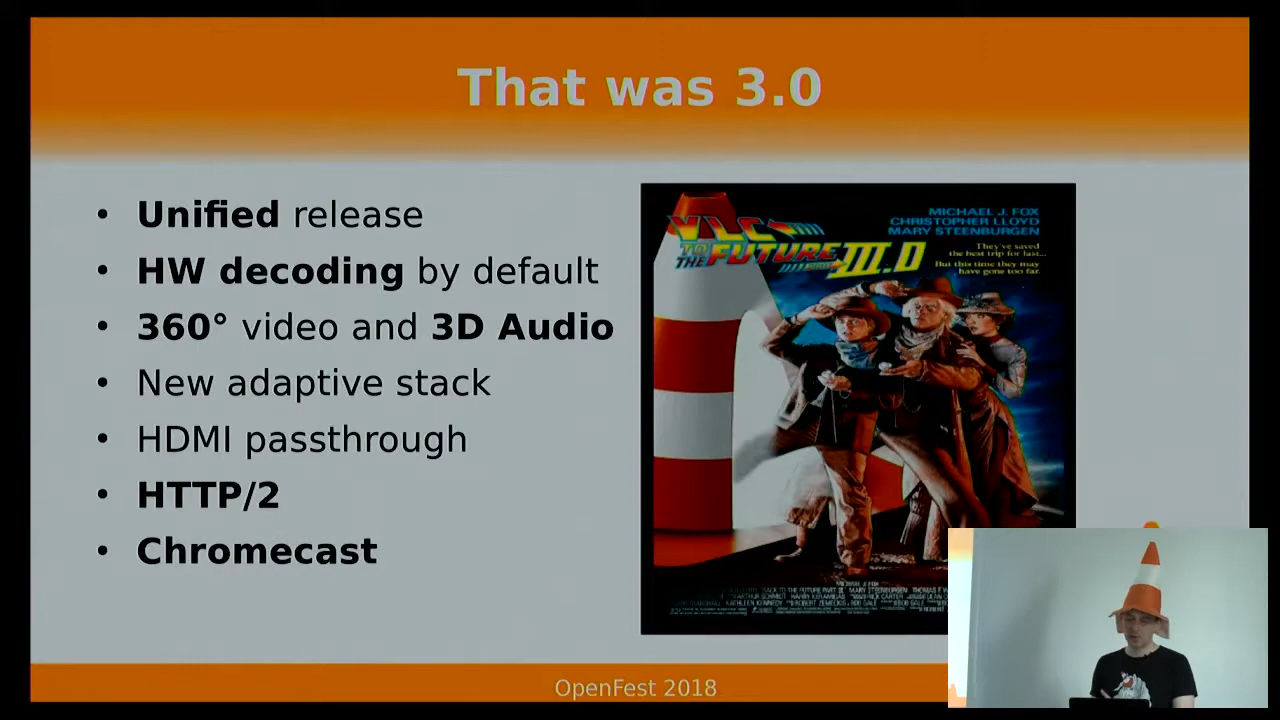 That was 3.0
• Unified release
• HW decoding by default
• 360° video and 3D Audio
• New adaptive stack
• HDMI passthrough
• HTTP/2
• Chromecast
MICHAEL J. FOX
CHRISTOPHER LLOYD
MARY STEENBURGEN
VLC
TO
THE FUTURE
III.0
They've saved
the best trip for last...
But this time they may
have gone too far.
OpenFest 2018